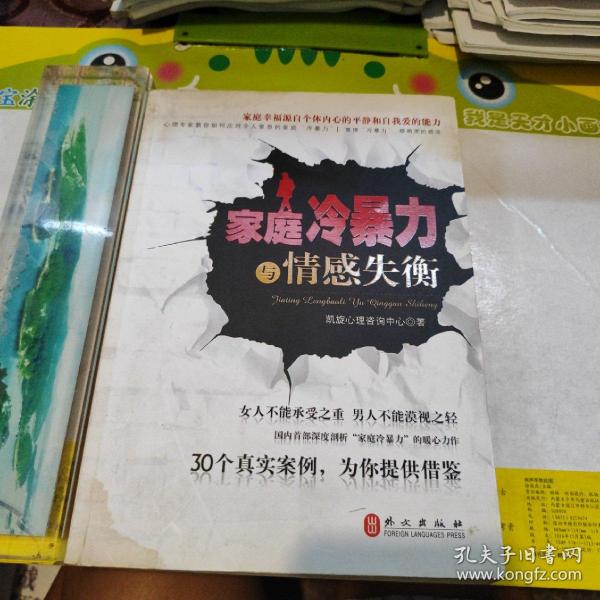 家庭幸福源自个体内心的平静和自我爱的能力
家庭冷暴力
与情感失衡
Jiating Lengbaoli Yu Qinggan Shiheng
凯旋心理咨询中心◎著
女人不能承受之重 男人不能漠视之轻
国内首部深度剖析“家庭冷暴力”的暖心力作
30个真实案例，为你提供借鉴
外文出版社
FOREIGN LANGUAGES PRESS
宝涂
我是天才小画
孔夫子旧书网
www.kongfz.com